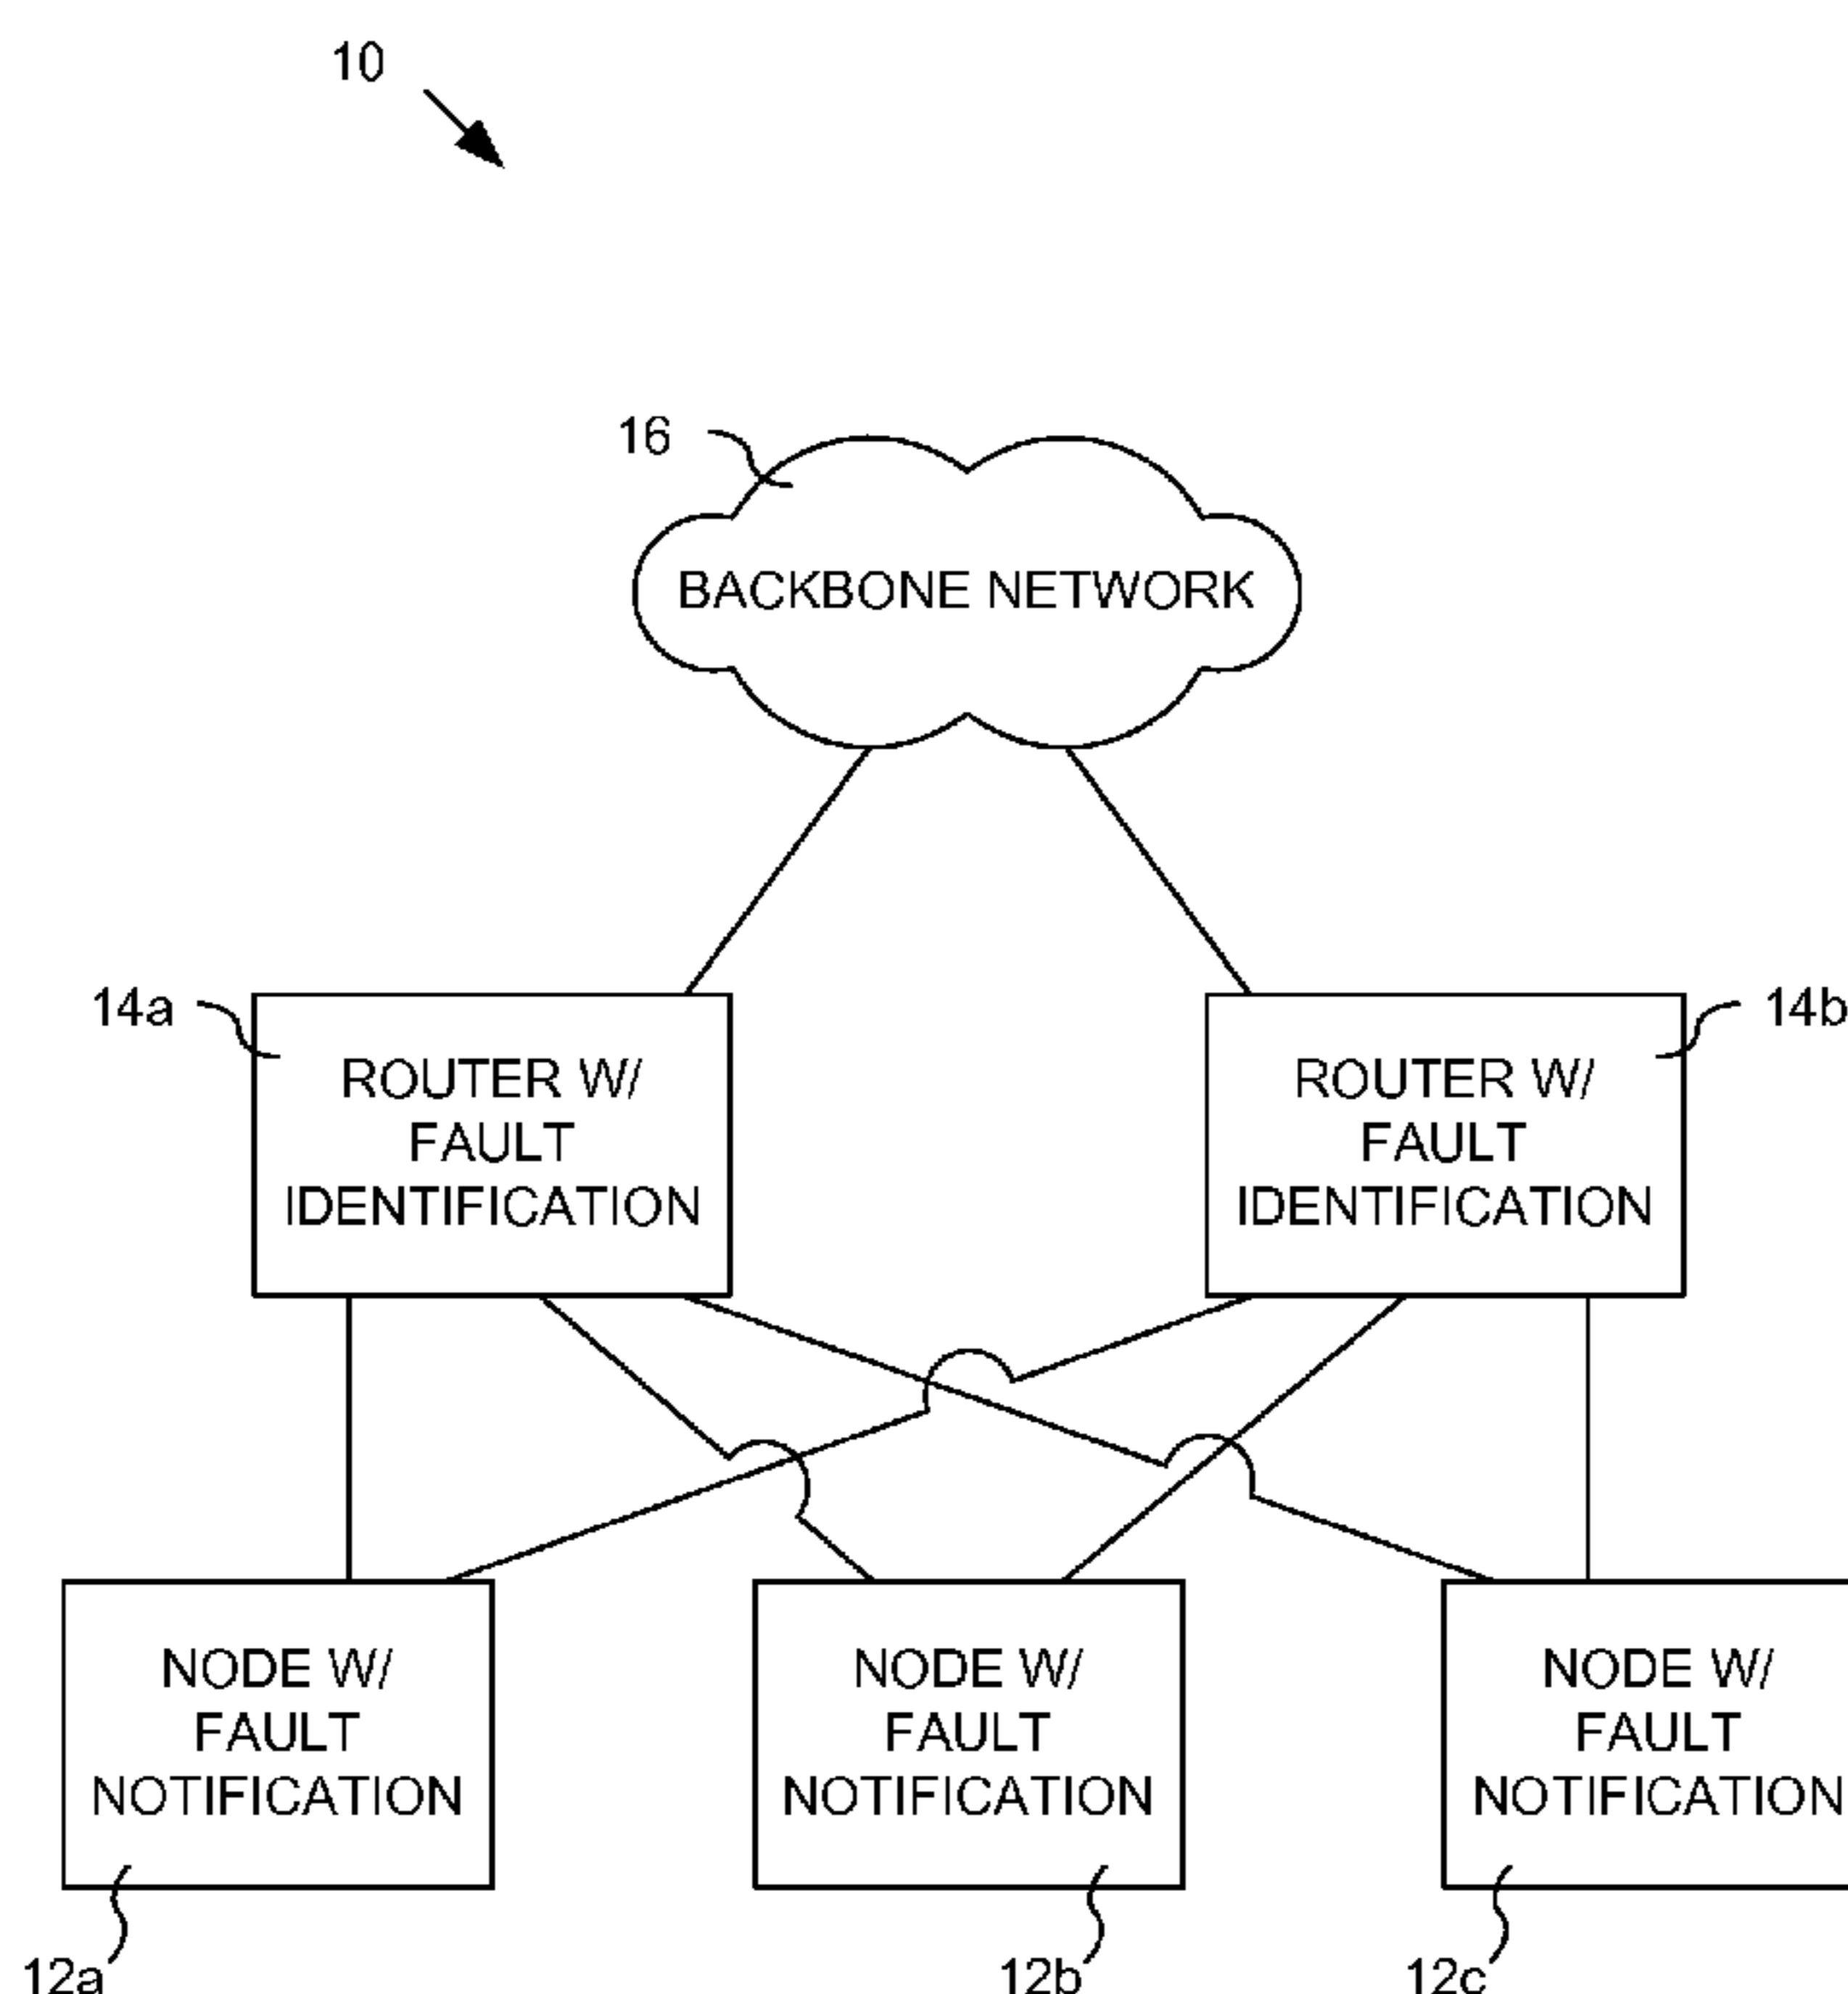 10
16
BACKBONE NETWORK
14a
ROUTER W/
FAULT
IDENTIFICATION
14b
ROUTER W/
FAULT
IDENTIFICATION
NODE W/
FAULT
NOTIFICATION
NODE W/
FAULT
NOTIFICATION
NODE W/
FAULT
NOTIFICATION
12a
12b
12c